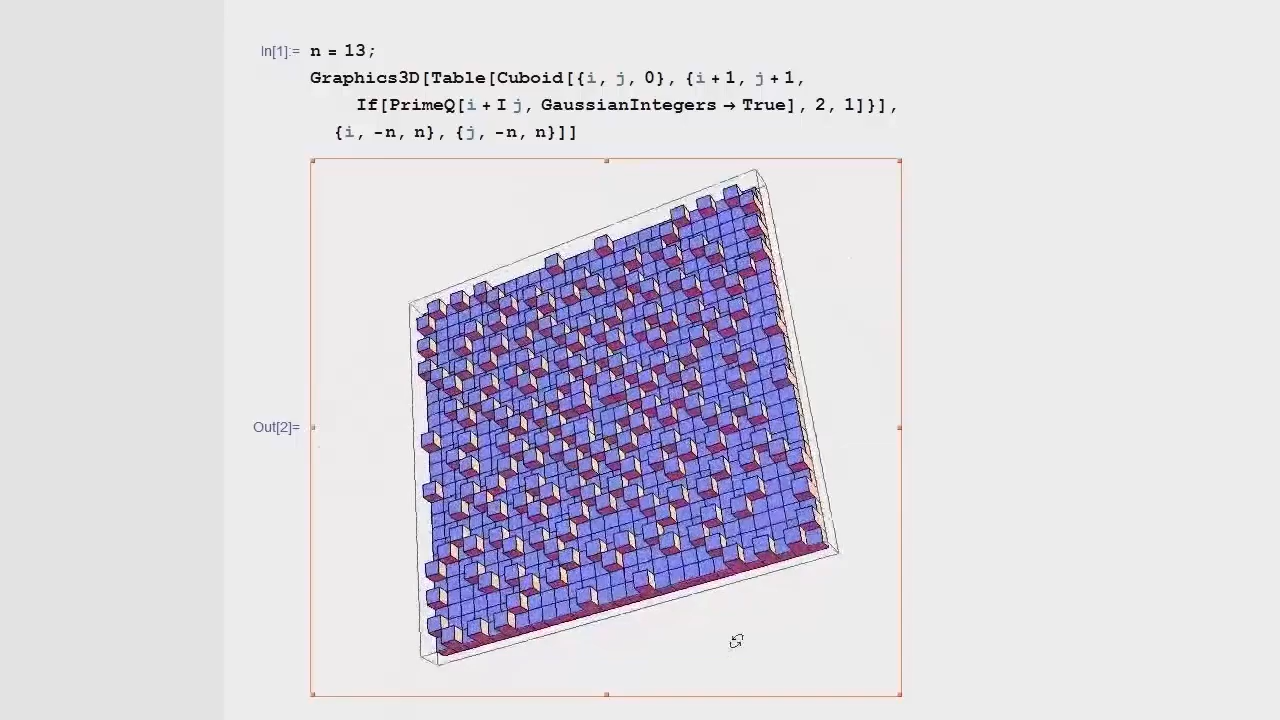 In[1]:= n = 13;
Graphics3D[Table[Cuboid[{i, j, 0}, {i + 1, j + 1,
If[PrimeQ[i + I j, GaussianIntegers → True], 2, 1]}],
{i, -n, n}, {j, -n, n}]]
Out[2]=